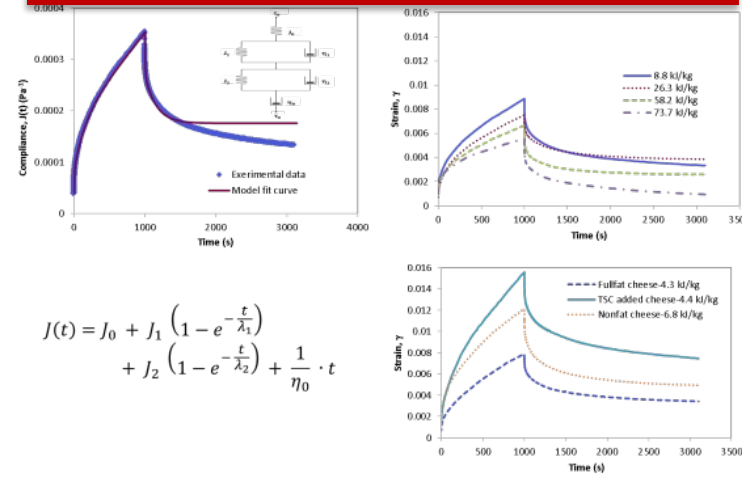 0.0004
0.0003
0.0002
0.0001
0
0 1000 2000 3000 4000
Compliance, J(t) (Pa⁻¹)
Time (s)
Exerimental data
Model fit curve
0.016
0.014
0.012
0.01
0.008
0.006
0.004
0.002
0
0 500 1000 1500 2000 2500 3000 350
Strain, γ
Time (s)
8.8 kJ/kg
26.3 kJ/kg
58.2 kJ/kg
73.7 kJ/kg
J(t) = J₀ + J₁ (1 − e^(−t/λ₁))
+ J₂ (1 − e^(−t/λ₂)) + 1/η₀ · t
0.016
0.014
0.012
0.01
0.008
0.006
0.004
0.002
0
0 500 1000 1500 2000 2500 3000 3500
Strain, γ
Time (s)
Fullfat cheese-4.3 kJ/kg
TSC added cheese-4.4 kJ/kg
Nonfat cheese-6.8 kJ/kg